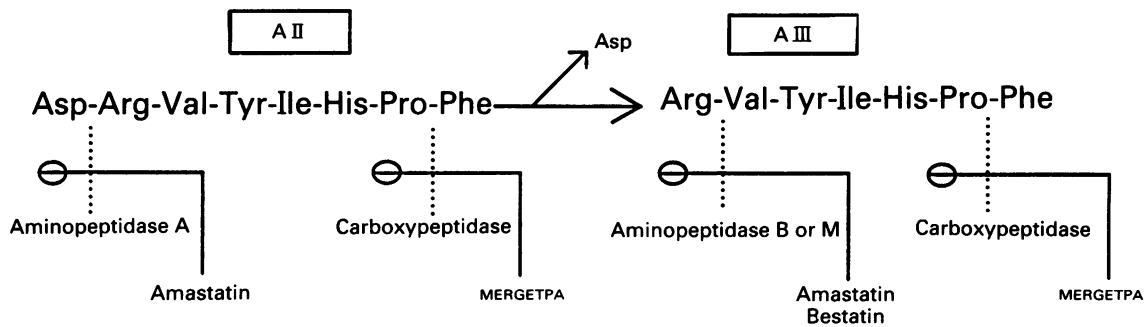 A II
A III
Asp
Asp-Arg-Val-Tyr-Ile-His-Pro-Phe
Arg-Val-Tyr-Ile-His-Pro-Phe
Aminopeptidase A
Carboxypeptidase
Aminopeptidase B or M
Carboxypeptidase
Amastatin
MERGETPA
Amastatin
Bestatin
MERGETPA